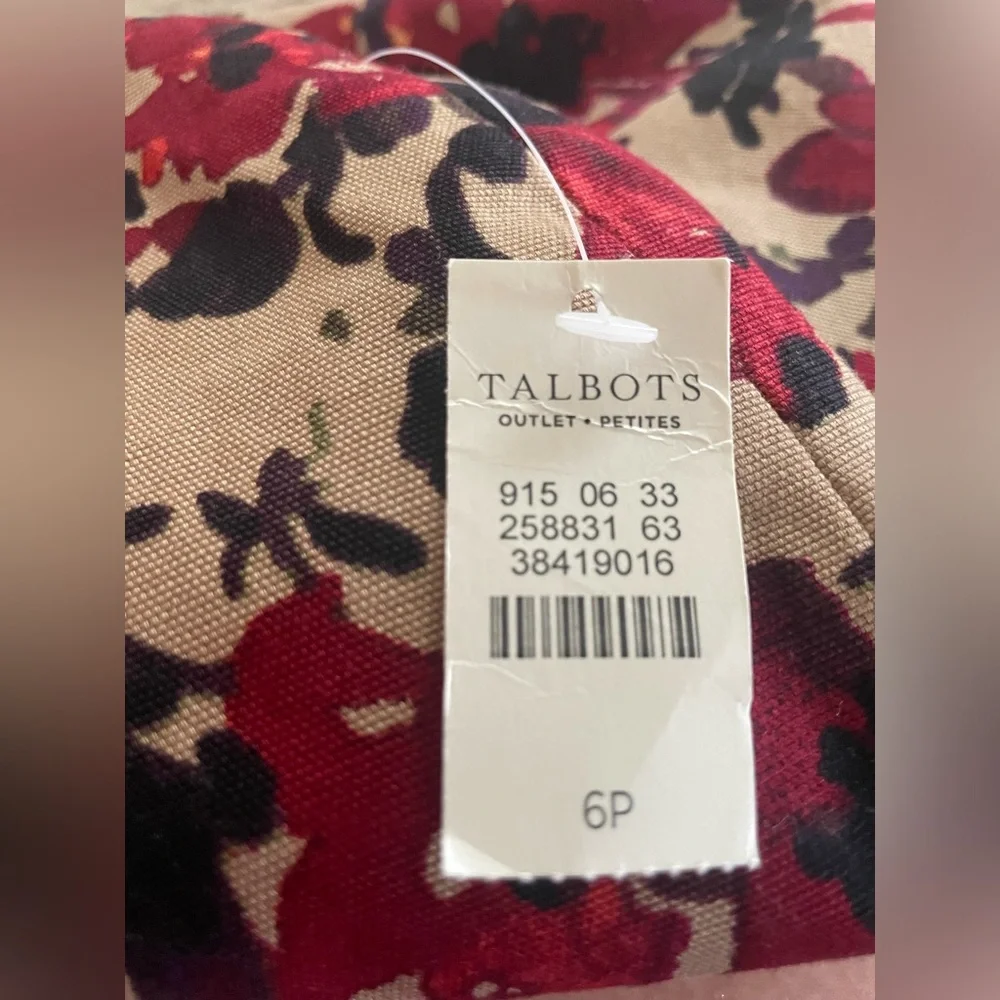 TALBOTS
OUTLET • PETITES
915 06 33
258831 63
38419016
6P